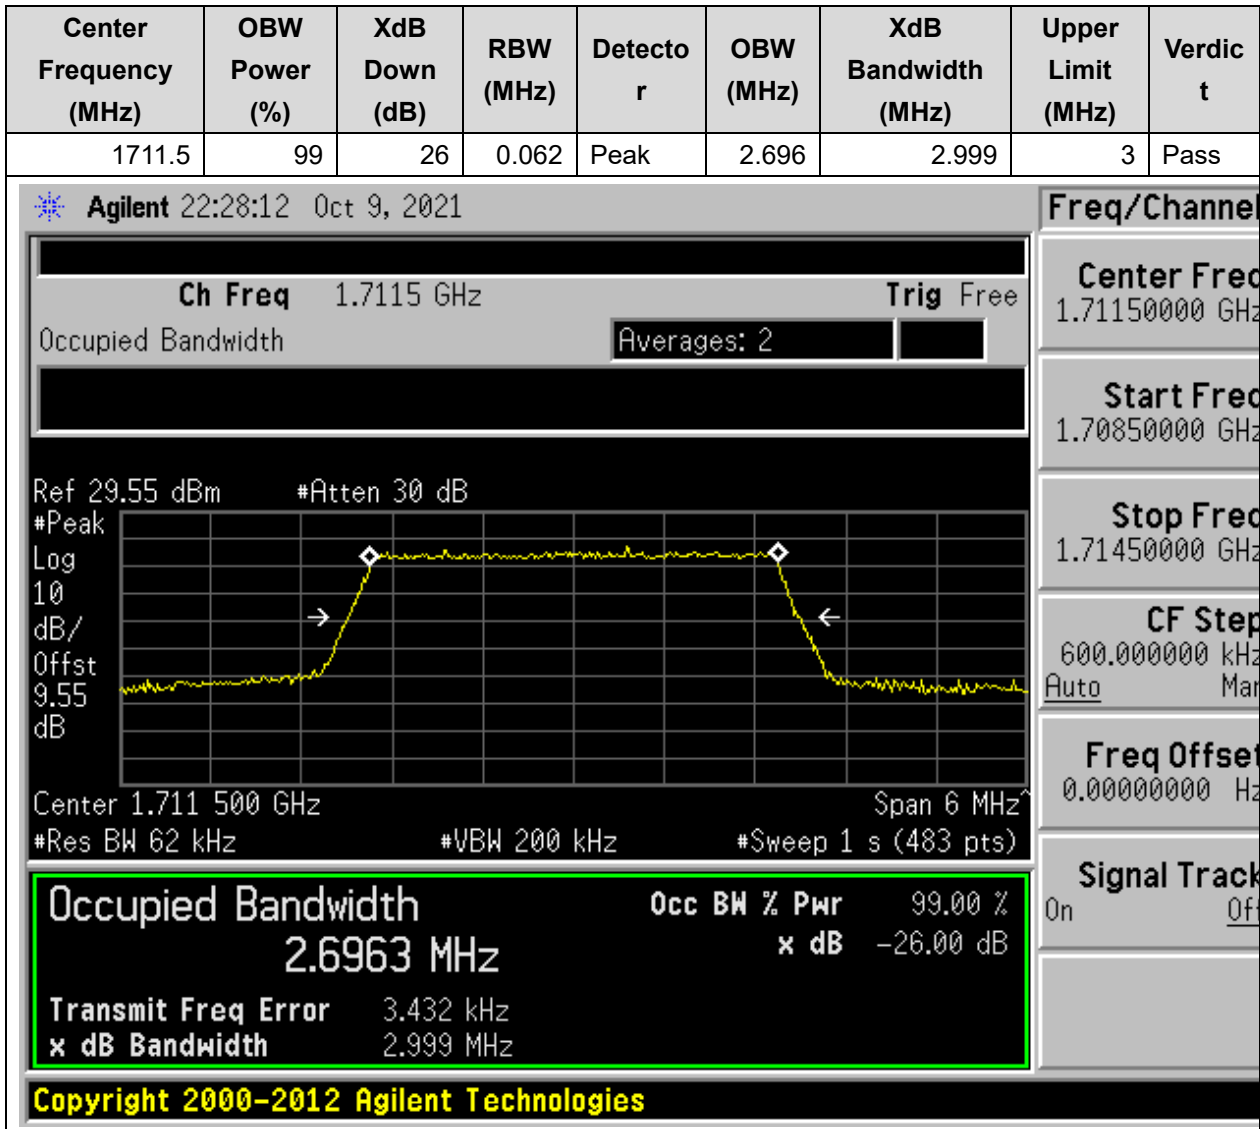 Center Frequency (MHz) OBW Power (%) XdB Down (dB) RBW (MHz) Detector OBW (MHz) XdB Bandwidth (MHz) Upper Limit (MHz) Verdict
1711.5 99 26 0.062 Peak 2.696 2.999 3 Pass
Agilent 22:28:12 Oct 9, 2021
Freq/Channel
Ch Freq 1.7115 GHz Trig Free
Occupied Bandwidth Averages: 2
Center Freq
1.71150000 GHz
Start Freq
1.70850000 GHz
Stop Freq
1.71450000 GHz
CF Step
600.000000 kHz
Auto Man
Freq Offset
0.00000000 Hz
Signal Track
On Off
Ref 29.55 dBm #Atten 30 dB
#Peak
Log
10
dB/
Offst
9.55
dB
Center 1.711 500 GHz Span 6 MHz^
#Res BW 62 kHz #VBW 200 kHz #Sweep 1 s (483 pts)
Occupied Bandwidth Occ BW % Pwr 99.00 %
2.6963 MHz x dB -26.00 dB
Transmit Freq Error 3.432 kHz
x dB Bandwidth 2.999 MHz
Copyright 2000-2012 Agilent Technologies